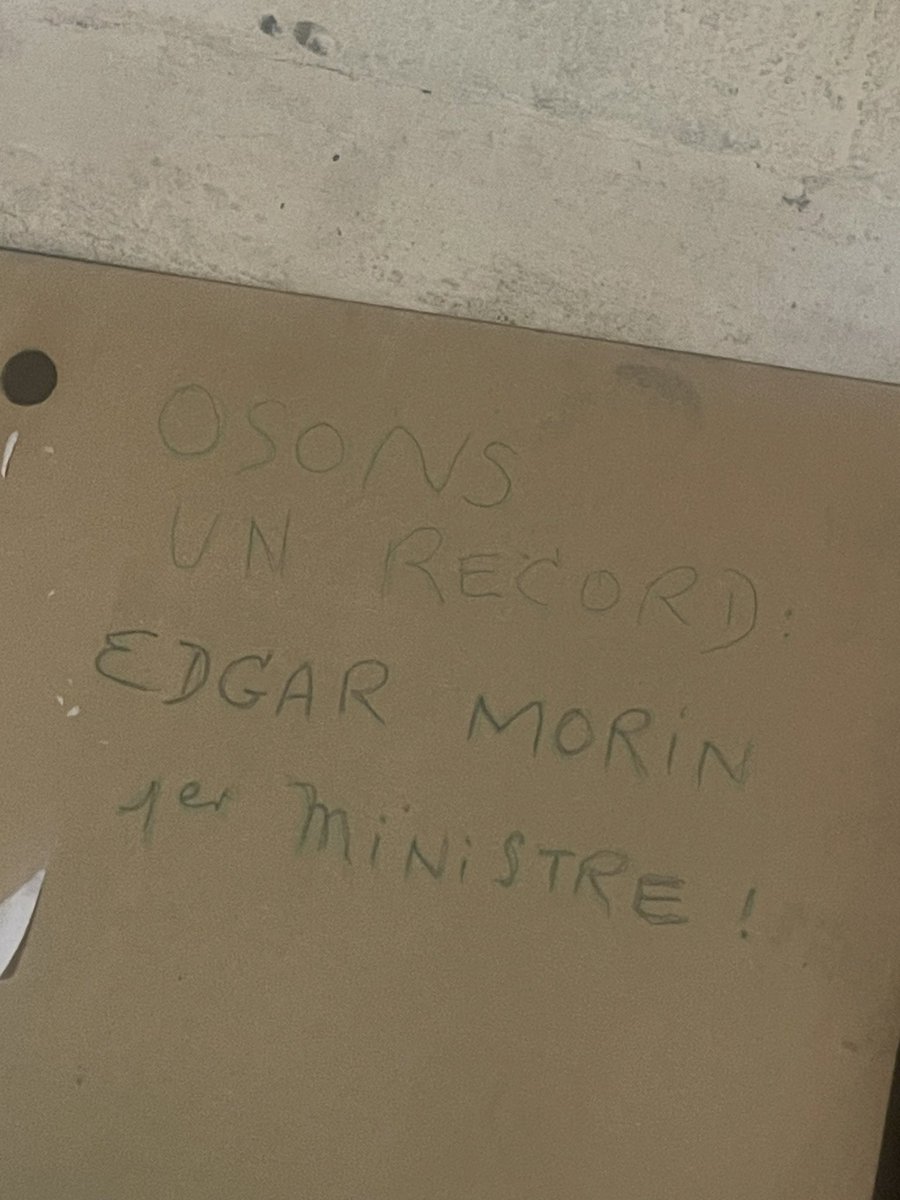 OSONS
UN RECORD:
EDGAR MORiN
1er MiNiSTRE !